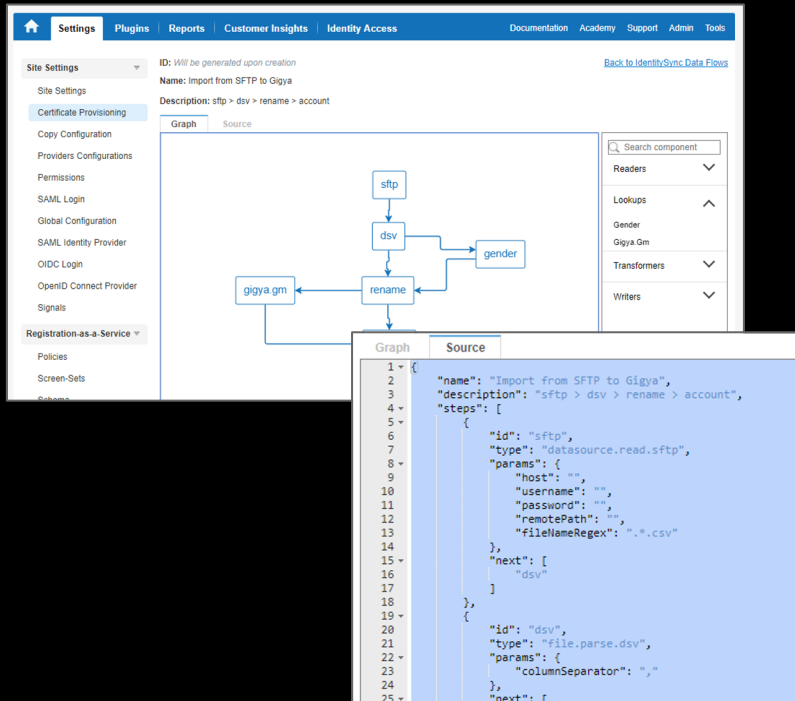 Settings Plugins Reports Customer Insights Identity Access Documentation Academy Support Admin Tools
Site Settings
Site Settings
Certificate Provisioning
Copy Configuration
Providers Configurations
Permissions
SAML Login
Global Configuration
SAML Identity Provider
OIDC Login
OpenID Connect Provider
Signals
Registration-as-a-Service
Policies
Screen-Sets
Schema
ID: Will be generated upon creation
Back to IdentitySync Data Flows
Name: Import from SFTP to Gigya
Description: sftp > dsv > rename > account
Graph Source
sftp
dsv
gender
gigya.gm
rename
Search component
Readers
Lookups
Gender
Gigya.Gm
Transformers
Writers
Graph Source
1 {
2 "name": "Import from SFTP to Gigya",
3 "description": "sftp > dsv > rename > account",
4 "steps": [
5 {
6 "id": "sftp",
7 "type": "datasource.read.sftp",
8 "params": {
9 "host": "",
10 "username": "",
11 "password": "",
12 "remotePath": "",
13 "fileNameRegex": ".*.csv"
14 },
15 "next": [
16 "dsv"
17 ]
18 },
19 {
20 "id": "dsv",
21 "type": "file.parse.dsv",
22 "params": {
23 "columnSeparator": ","
24 },
25 "next": [